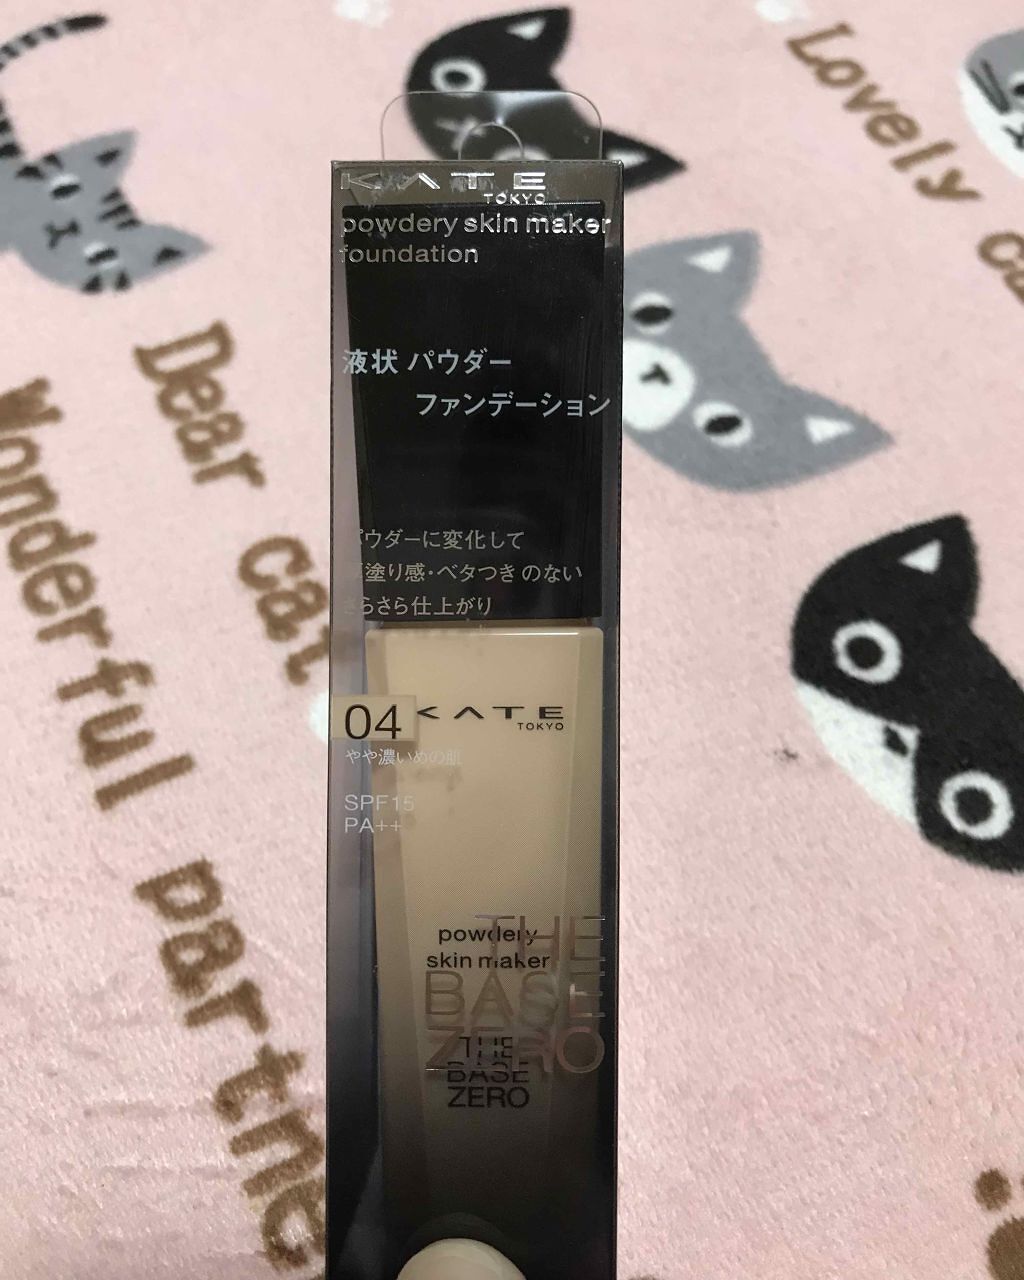 KATE
TOKYO
powdery skin maker
foundation
液状 パウダー
ファンデーション
パウダーに変化して
塗り感・ベタつきのない
さらさら仕上がり
04
KATE
TOKYO
やや濃いめの肌
SPF15
PA++
powdery
skin maker
THE
BASE
ZERO
THE
BASE
ZERO
Lovely
Dear
cat
Wonderful